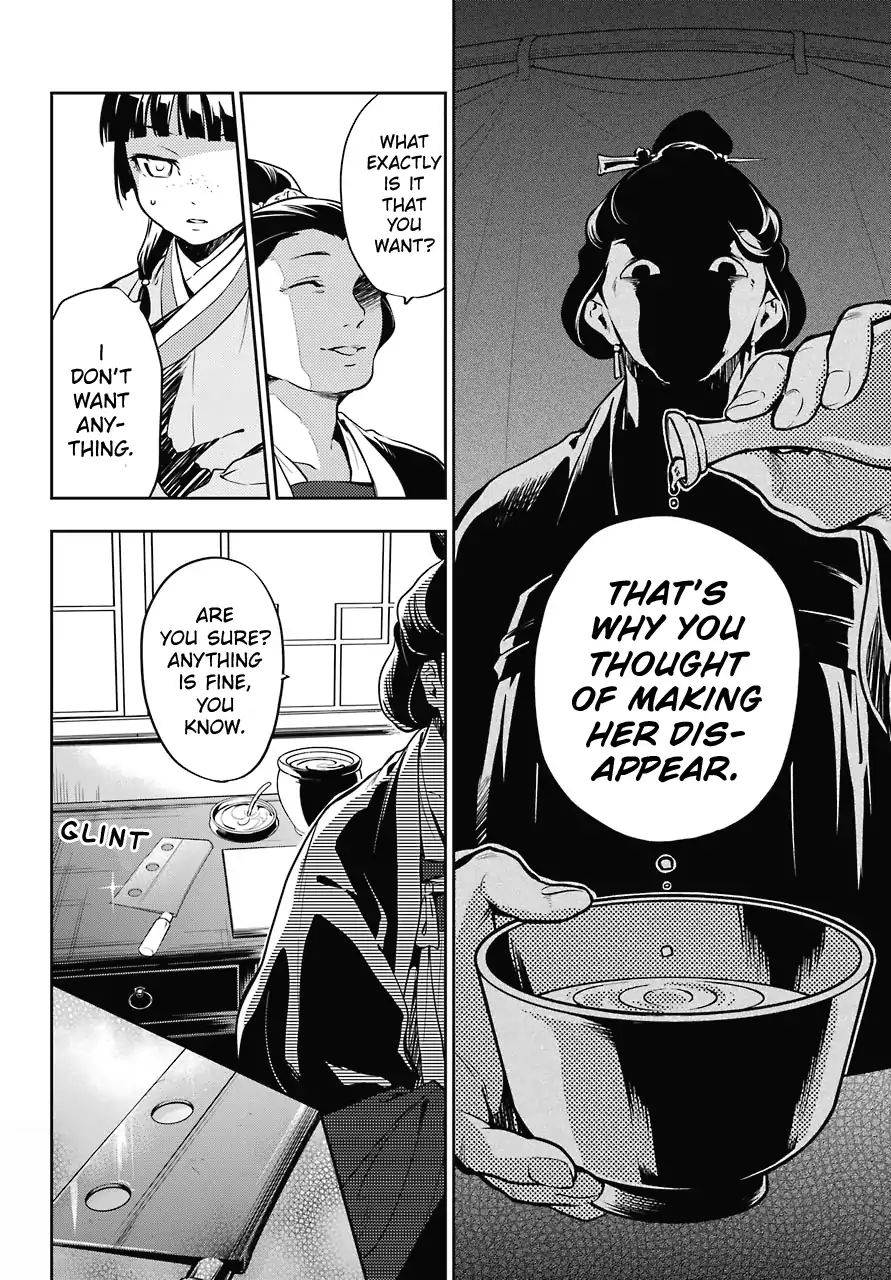 THAT'S
WHY YOU
THOUGHT
OF MAKING
HER DIS-
APPEAR.
WHAT
EXACTLY
IS IT
THAT
YOU
WANT?
I
DON'T
WANT
ANY-
THING.
ARE
YOU SURE?
ANYTHING
IS FINE,
YOU
KNOW.
GLINT